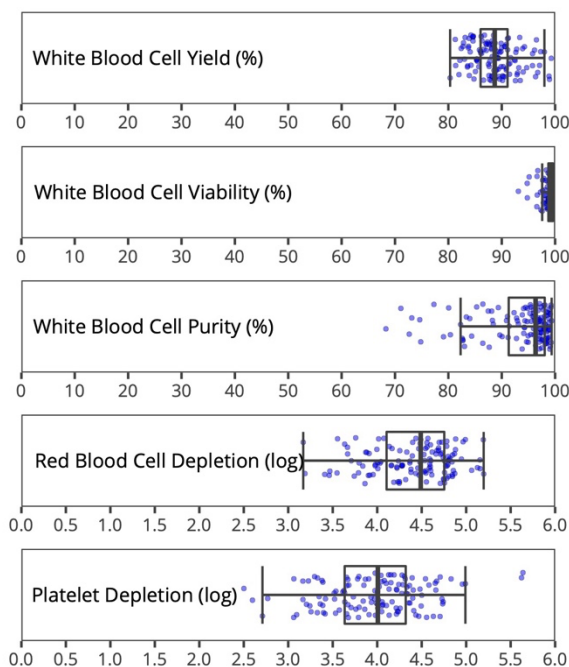 White Blood Cell Yield (%)
0 10 20 30 40 50 60 70 80 90 100
White Blood Cell Viability (%)
0 10 20 30 40 50 60 70 80 90 100
White Blood Cell Purity (%)
0 10 20 30 40 50 60 70 80 90 100
Red Blood Cell Depletion (log)
0.0 0.5 1.0 1.5 2.0 2.5 3.0 3.5 4.0 4.5 5.0 5.5 6.0
Platelet Depletion (log)
0.0 0.5 1.0 1.5 2.0 2.5 3.0 3.5 4.0 4.5 5.0 5.5 6.0